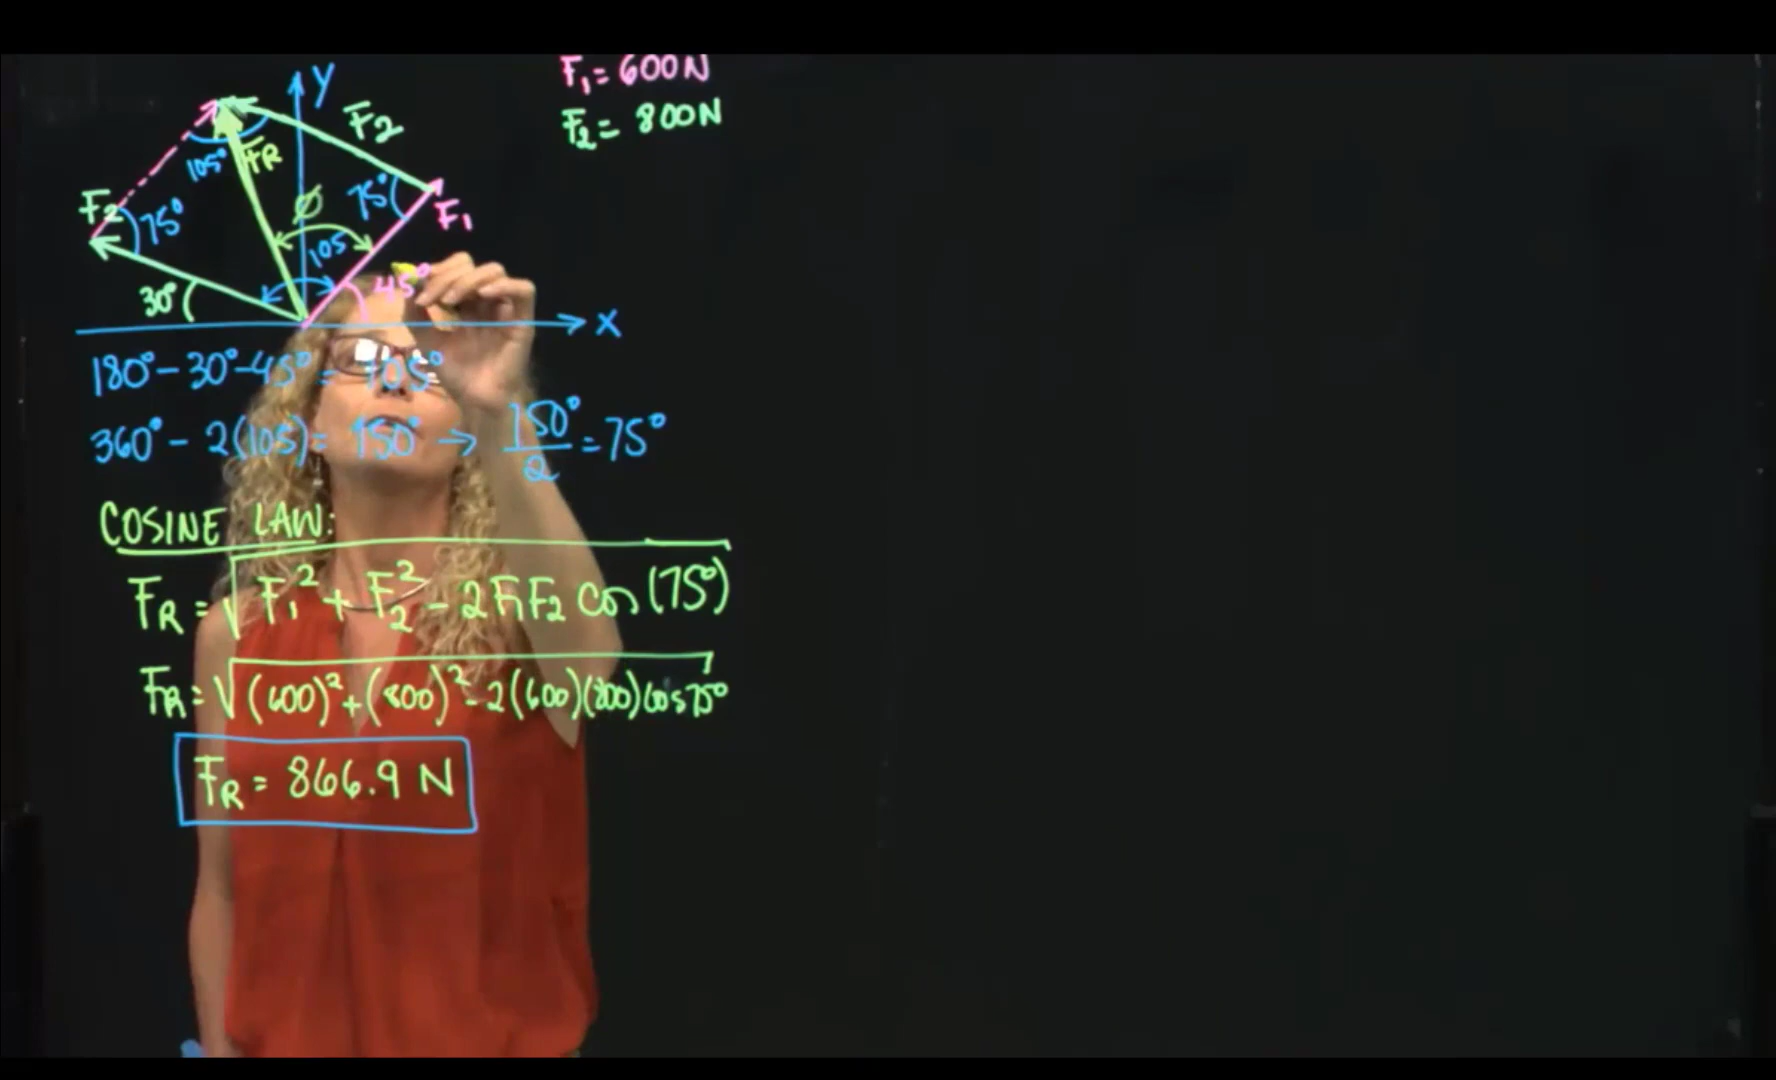 Y
F₁ = 600N
F₂ = 800N
F₂
105°
FR
F₂
75°
Ø
75°
F₁
105
45°
30°
X
180° - 30° - 45° = 105°
360° - 2(105) = 150° → 150°/2 = 75°
COSINE LAW:
FR = √F₁² + F₂² - 2F₁F₂ cos (75°)
FR = √(600)² + (800)² - 2(600)(800)cos75°
FR = 866.9 N